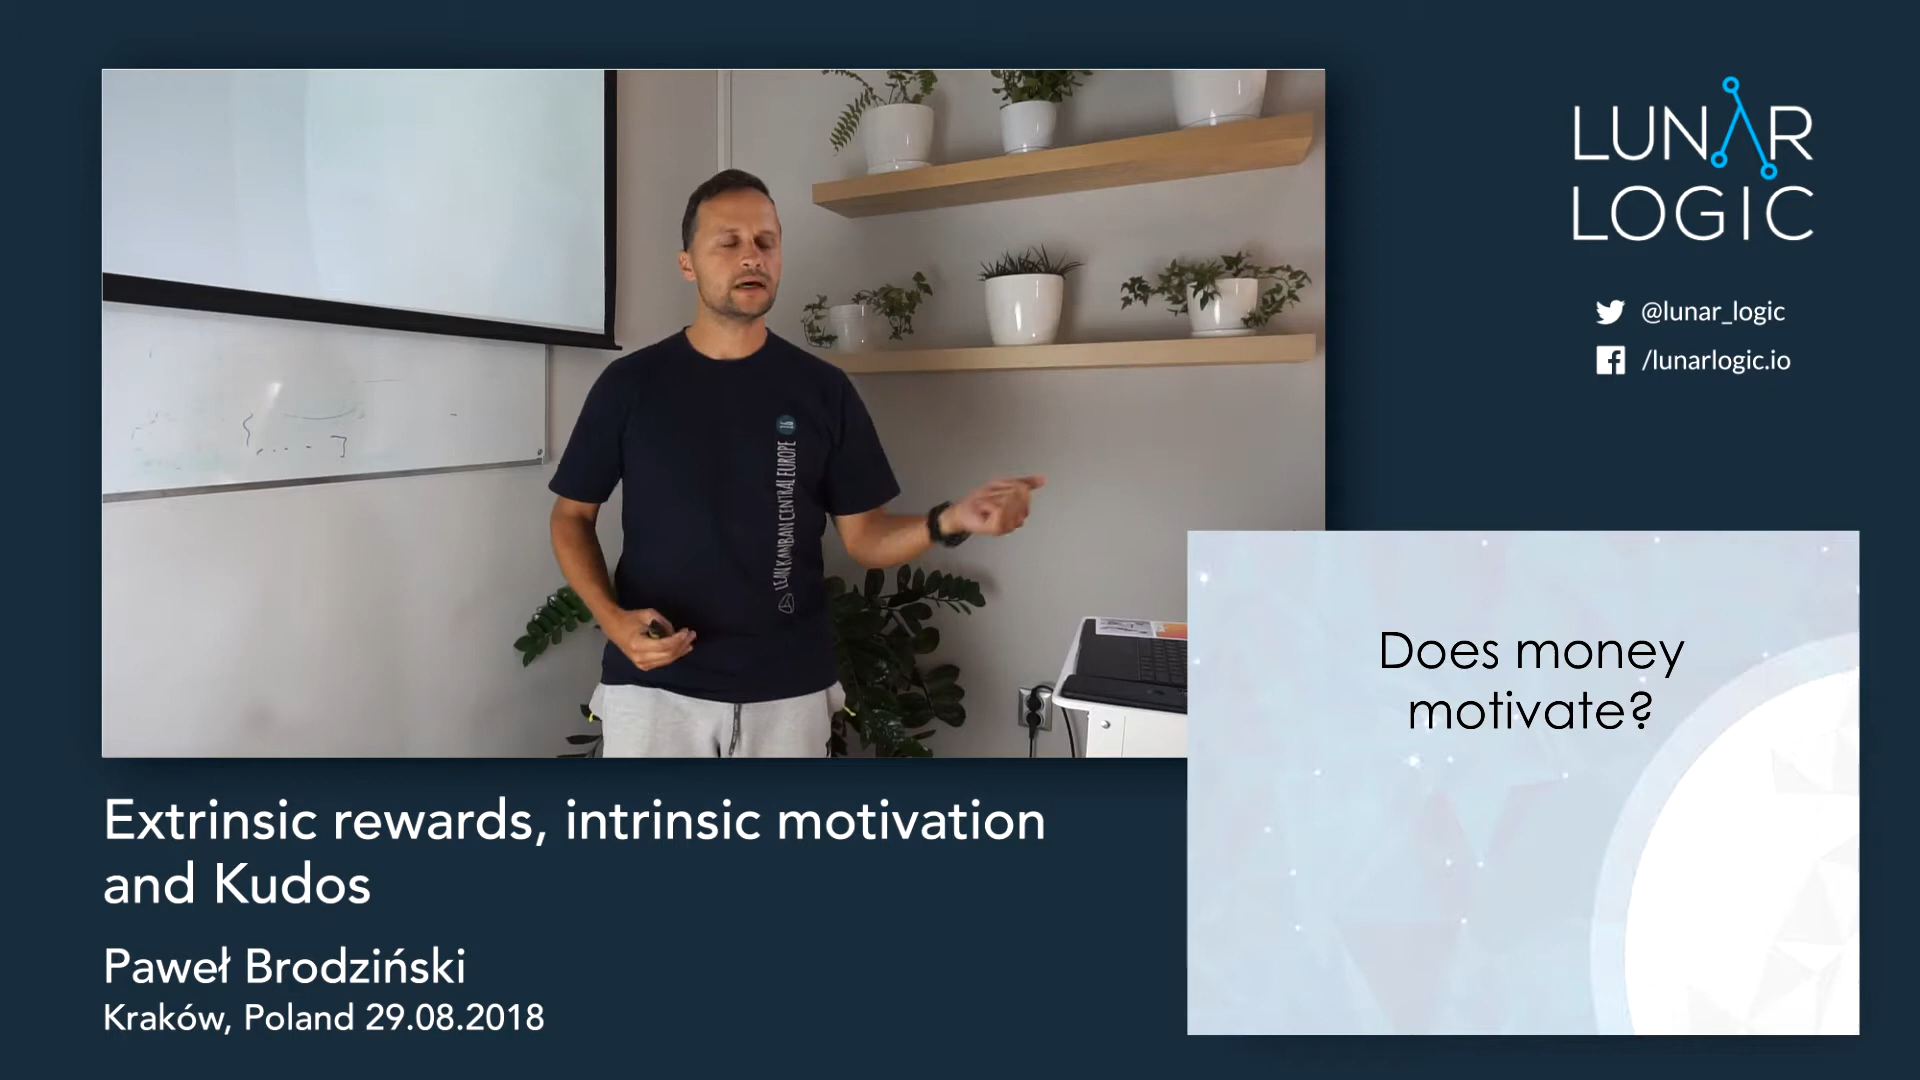 LUNAR
LOGIC
@lunar_logic
/lunarlogic.io
LEAN KANBAN CENTRAL EUROPE 16
Does money
motivate?
Extrinsic rewards, intrinsic motivation
and Kudos
Paweł Brodziński
Kraków, Poland 29.08.2018